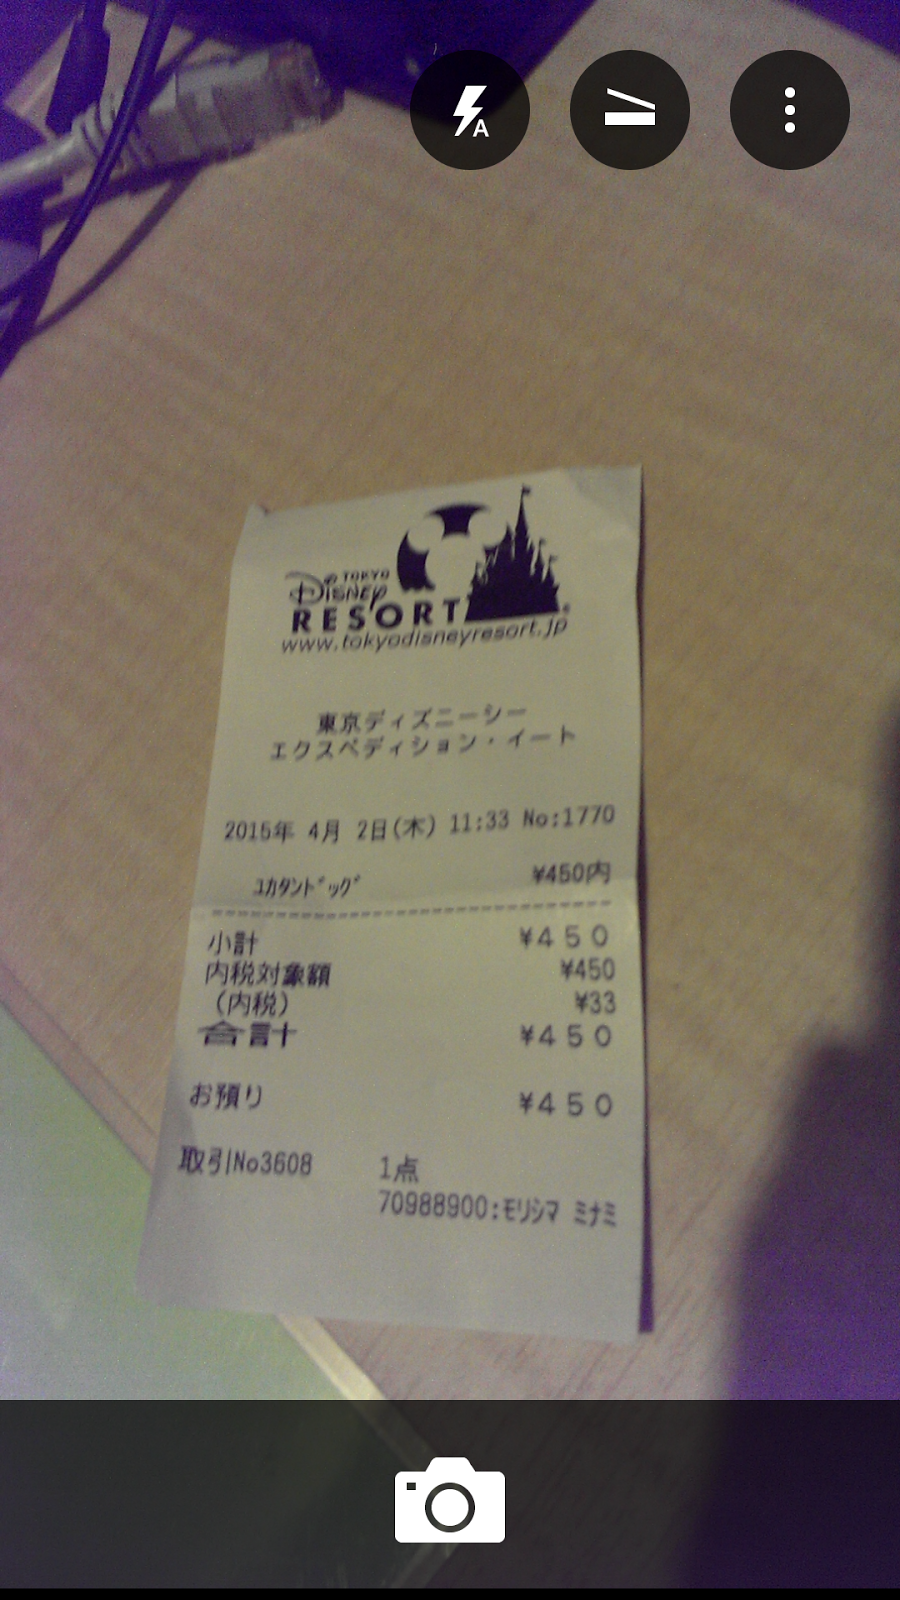 A
TOKYO
Disney
RESORT®
www.tokyodisneyresort.jp
東京ディズニーシー
エクスペディション・イート
2015年 4月 2日(木) 11:33 No:1770
ﾕｶﾀﾝﾄﾞｯｸﾞ ¥450内
小計 ¥４５０
内税対象額 ¥450
(内税) ¥33
合計 ¥４５０
お預り ¥４５０
取引No3608 1点
70988900:ﾓﾘｼﾏ ﾐﾅﾐ